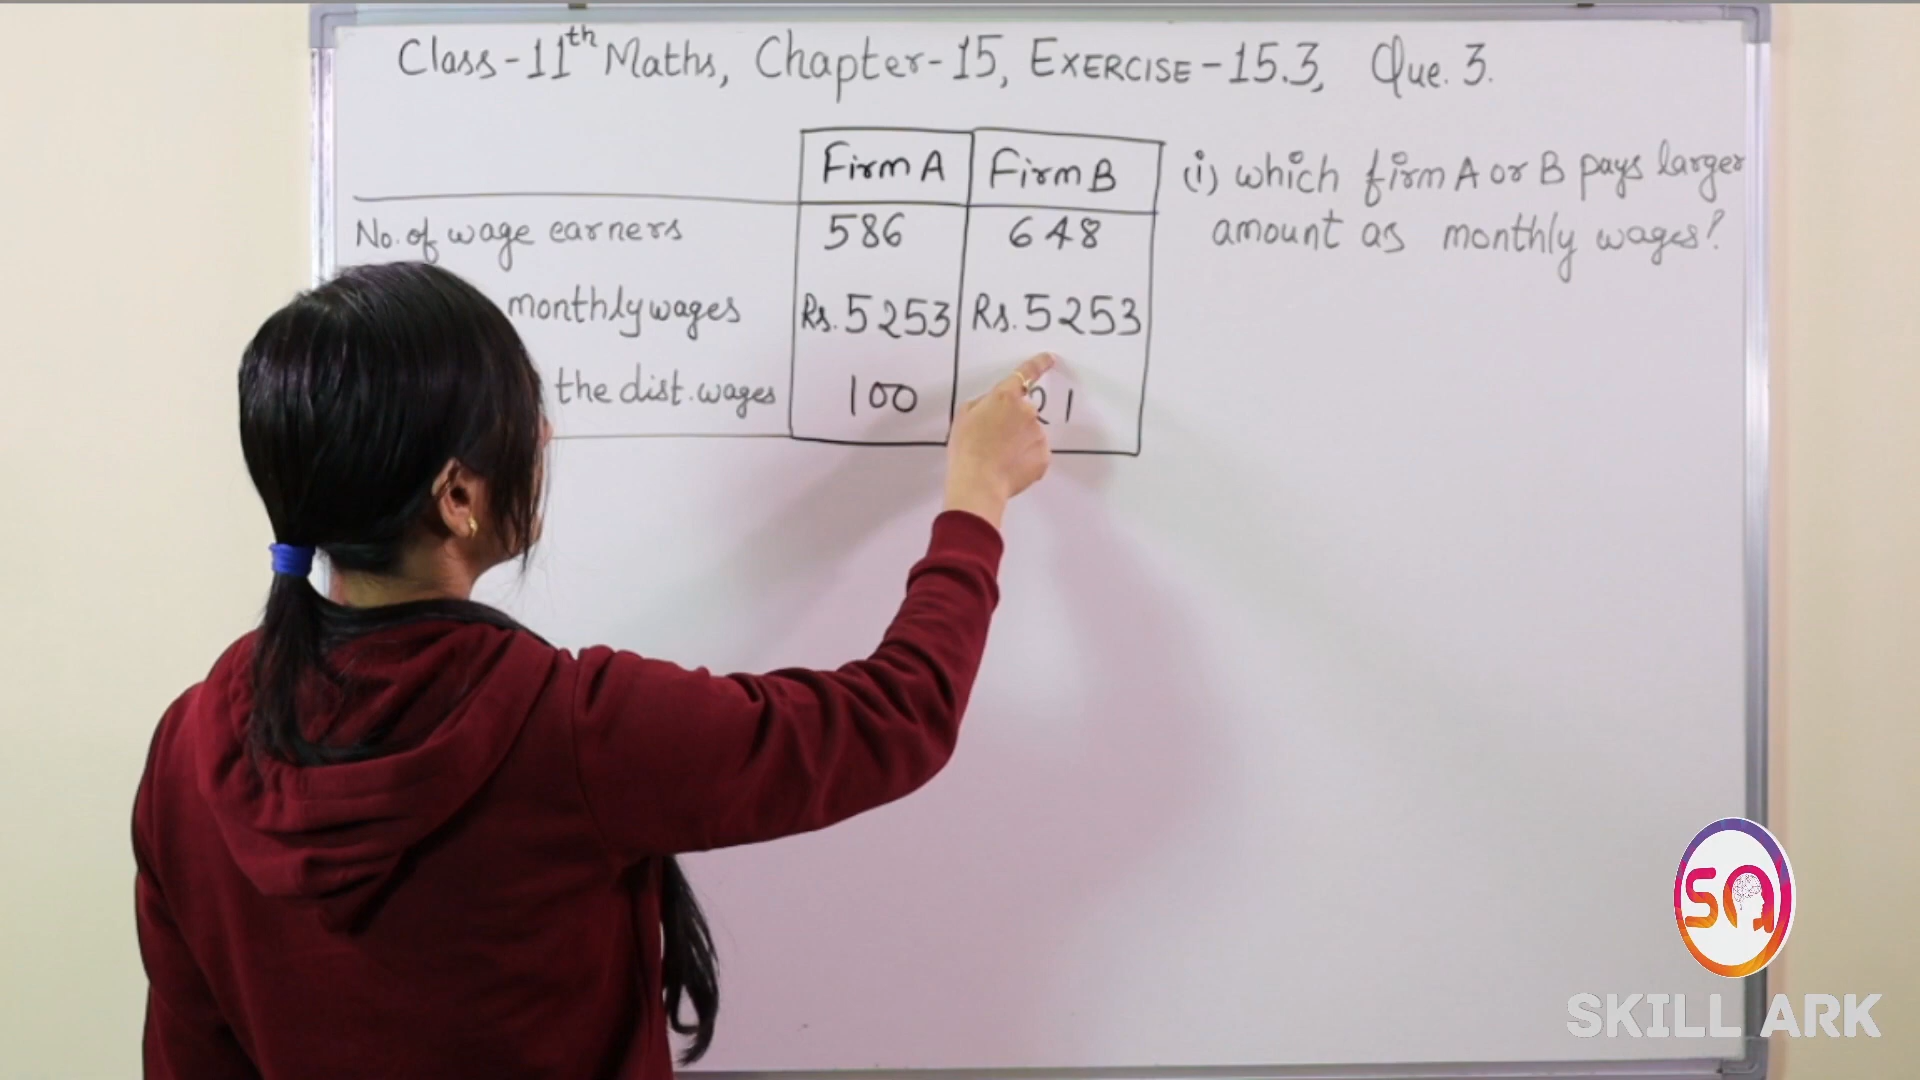 Class-11th Maths, Chapter-15, EXERCISE-15.3, Que. 3.
Firm A Firm B
(i) which firm A or B pays larger
No. of wage earners 586 648
amount as monthly wages?
monthly wages Rs. 5253 Rs. 5253
the dist. wages 100 21
SA
SKILL ARK